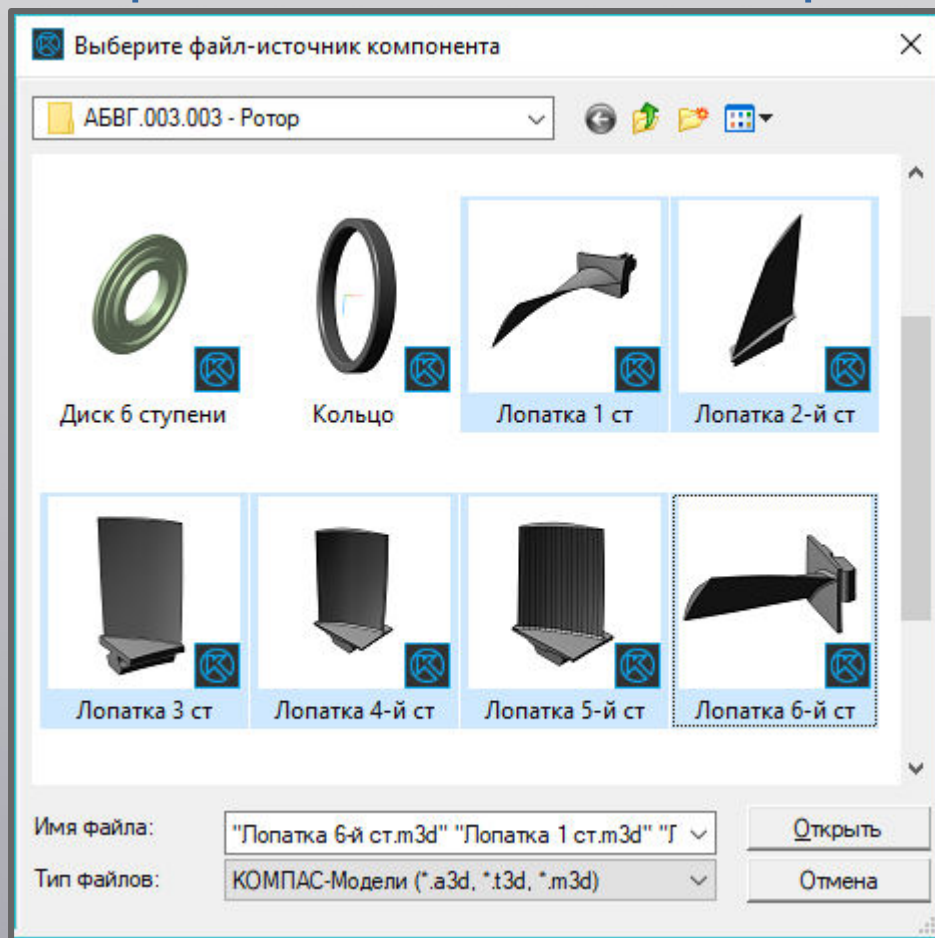 Выберите файл-источник компонента
АБВГ.003.003 - Ротор
Диск 6 ступени
Кольцо
Лопатка 1 ст
Лопатка 2-й ст
Лопатка 3 ст
Лопатка 4-й ст
Лопатка 5-й ст
Лопатка 6-й ст
Имя файла:
"Лопатка 6-й ст.m3d" "Лопатка 1 ст.m3d" "Л
Открыть
Тип файлов:
КОМПАС-Модели (*.a3d, *.t3d, *.m3d)
Отмена